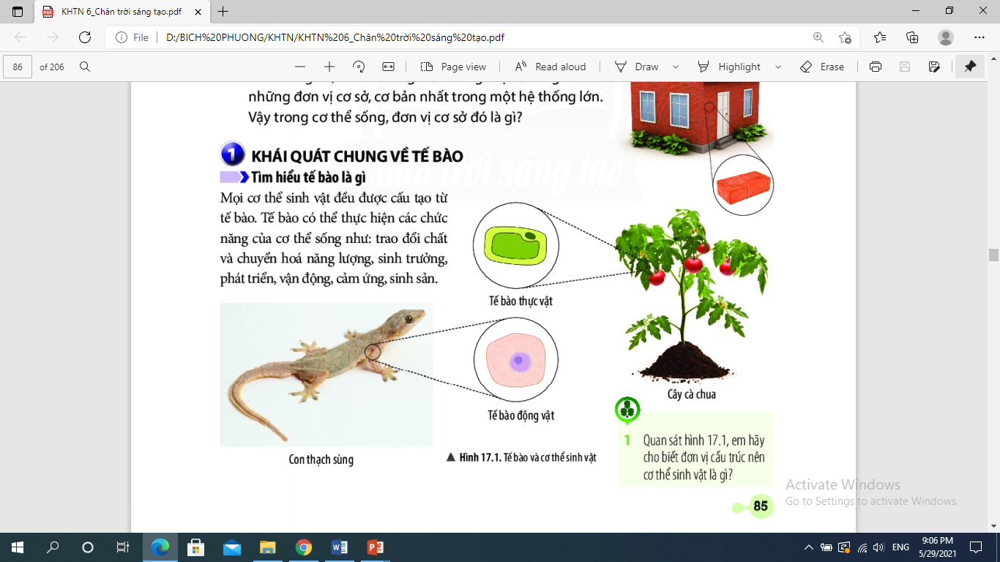 KHTN 6_Chân trời sáng tạo.pdf
File
D:/BICH%20PHUONG/KHTN/KHTN%206_Chân%20trời%20sáng%20tạo.pdf
86 of 206
Page view
Read aloud
Draw
Highlight
Erase
những đơn vị cơ sở, cơ bản nhất trong một hệ thống lớn.
Vậy trong cơ thể sống, đơn vị cơ sở đó là gì?
1 KHÁI QUÁT CHUNG VỀ TẾ BÀO
Tìm hiểu tế bào là gì
Mọi cơ thể sinh vật đều được cấu tạo từ
tế bào. Tế bào có thể thực hiện các chức
năng của cơ thể sống như: trao đổi chất
và chuyển hoá năng lượng, sinh trưởng,
phát triển, vận động, cảm ứng, sinh sản.
Chân trời sáng tạo
Tế bào thực vật
Cây cà chua
Tế bào động vật
Con thạch sùng
▲ Hình 17.1. Tế bào và cơ thể sinh vật
1 Quan sát hình 17.1, em hãy
cho biết đơn vị cấu trúc nên
cơ thể sinh vật là gì?
85
Activate Windows
Go to Settings to activate Windows.
ENG
9:06 PM
5/29/2021